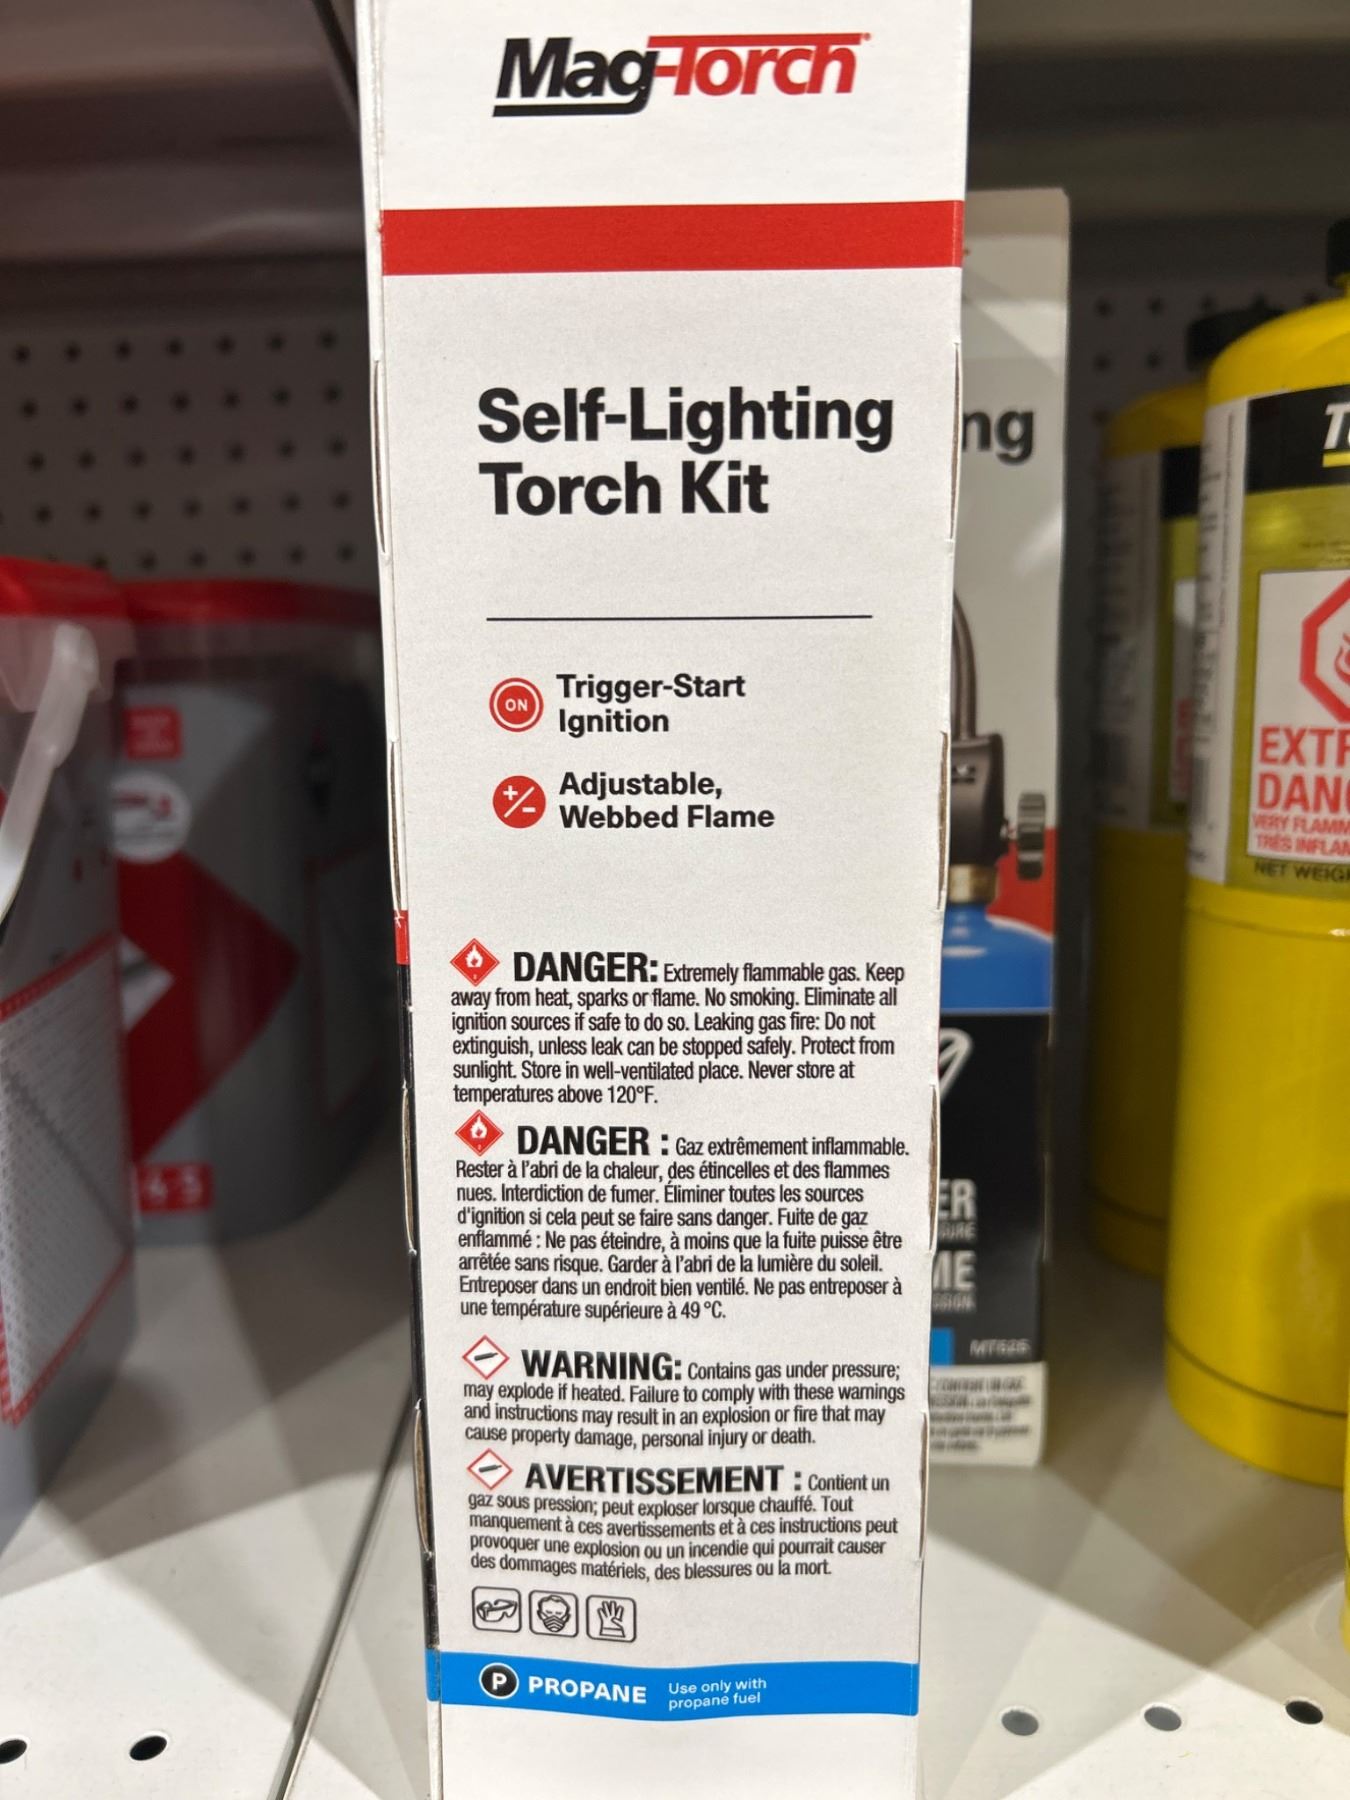 Mag-Torch
Self-Lighting
Torch Kit
ON
Trigger-Start
Ignition
+/-
Adjustable,
Webbed Flame
DANGER: Extremely flammable gas. Keep
away from heat, sparks or flame. No smoking. Eliminate all
ignition sources if safe to do so. Leaking gas fire: Do not
extinguish, unless leak can be stopped safely. Protect from
sunlight. Store in well-ventilated place. Never store at
temperatures above 120°F.
DANGER : Gaz extrêmement inflammable.
Rester à l'abri de la chaleur, des étincelles et des flammes
nues. Interdiction de fumer. Éliminer toutes les sources
d'ignition si cela peut se faire sans danger. Fuite de gaz
enflammé : Ne pas éteindre, à moins que la fuite puisse être
arrêtée sans risque. Garder à l'abri de la lumière du soleil.
Entreposer dans un endroit bien ventilé. Ne pas entreposer à
une température supérieure à 49 °C.
WARNING: Contains gas under pressure;
may explode if heated. Failure to comply with these warnings
and instructions may result in an explosion or fire that may
cause property damage, personal injury or death.
AVERTISSEMENT : Contient un
gaz sous pression; peut exploser lorsque chauffé. Tout
manquement à ces avertissements et à ces instructions peut
provoquer une explosion ou un incendie qui pourrait causer
des dommages matériels, des blessures ou la mort.
P PROPANE Use only with
propane fuel
ng
ER
ME
MT525
EXTR
DANG
VERY FLAMM
TRÈS INFLAM
NET WEIG